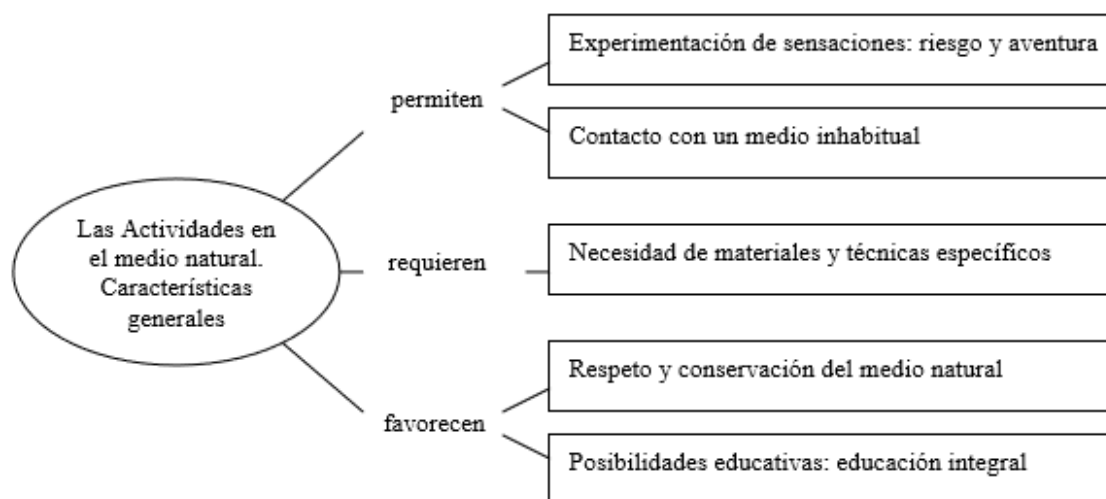 Las Actividades en
el medio natural.
Características
generales
permiten
Experimentación de sensaciones: riesgo y aventura
Contacto con un medio inhabitual
requieren
Necesidad de materiales y técnicas específicos
favorecen
Respeto y conservación del medio natural
Posibilidades educativas: educación integral